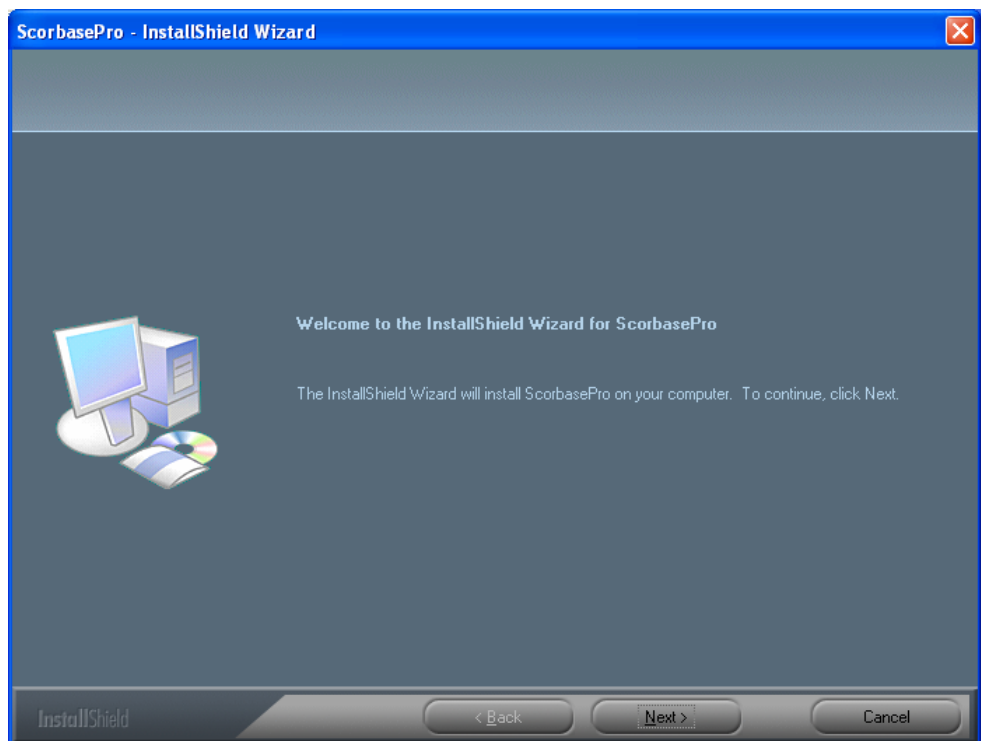 ScorbasePro - InstallShield Wizard
Welcome to the InstallShield Wizard for ScorbasePro
The InstallShield Wizard will install ScorbasePro on your computer. To continue, click Next.
InstallShield
< Back
Next >
Cancel